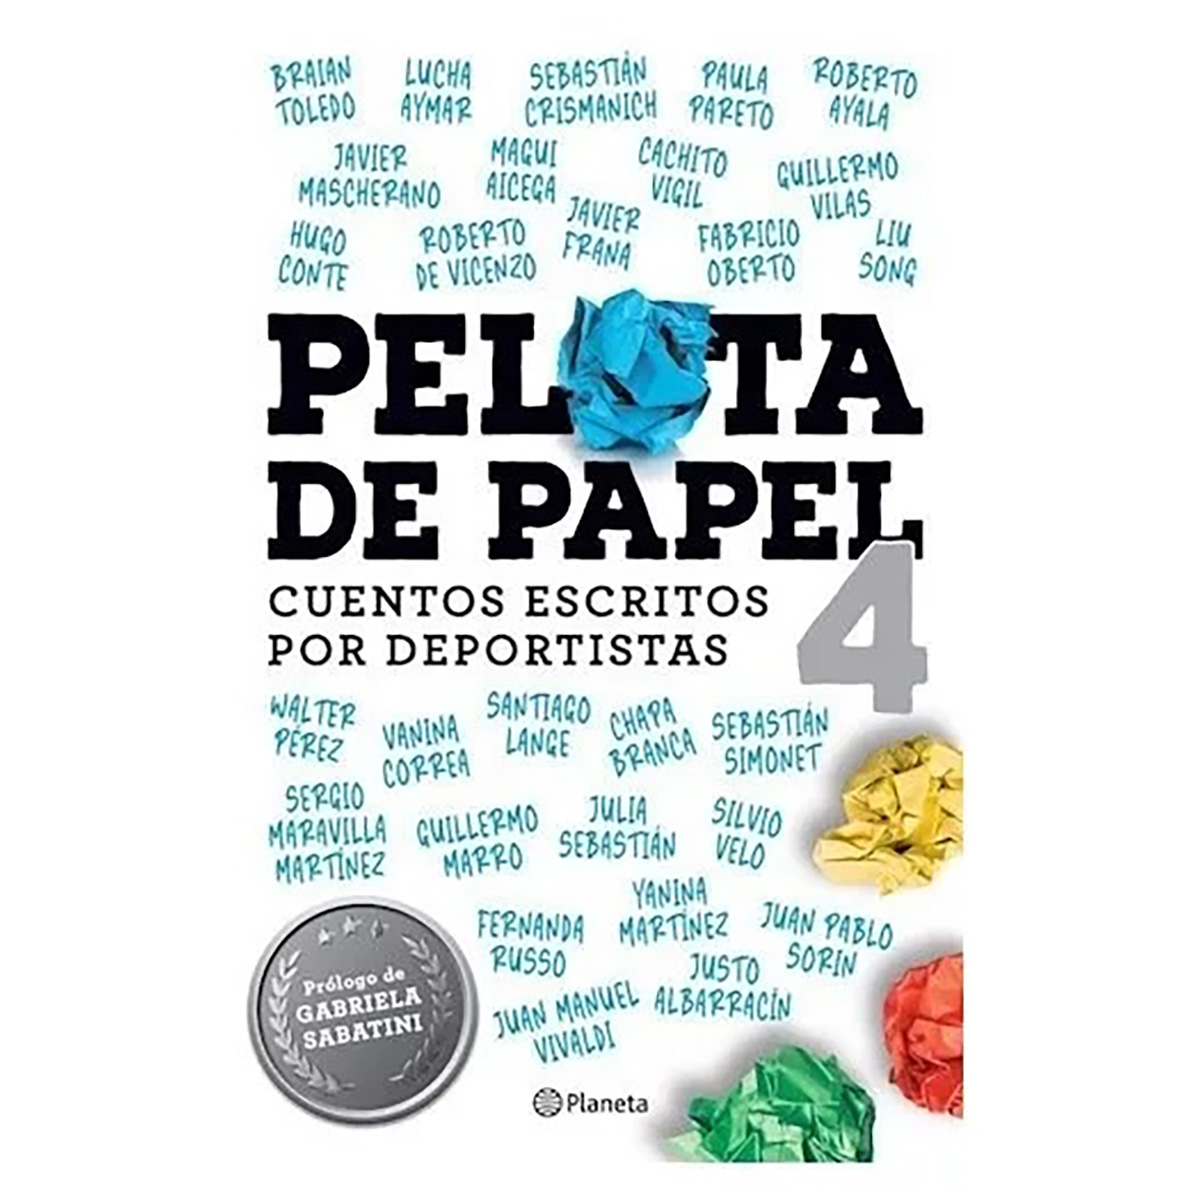 BRAIAN
TOLEDO
LUCHA
AYMAR
SEBASTIÁN
CRISMANICH
PAULA
PARETO
ROBERTO
AYALA
JAVIER
MASCHERANO
MAGUI
AICEGA
CACHITO
VIGIL
GUILLERMO
VILAS
HUGO
CONTE
ROBERTO
DE VICENZO
JAVIER
FRANA
FABRICIO
OBERTO
LIU
SONG
PELOTA
DE PAPEL
4
CUENTOS ESCRITOS
POR DEPORTISTAS
WALTER
PÉREZ
VANINA
CORREA
SANTIAGO
LANGE
CHAPA
BRANCA
SEBASTIÁN
SIMONET
SERGIO
MARAVILLA
MARTÍNEZ
GUILLERMO
MARRO
JULIA
SEBASTIÁN
SILVIO
VELO
FERNANDA
RUSSO
YANINA
MARTÍNEZ
JUAN PABLO
SORÍN
JUSTO
ALBARRACÍN
JUAN MANUEL
VIVALDI
Prólogo de
GABRIELA
SABATINI
Planeta